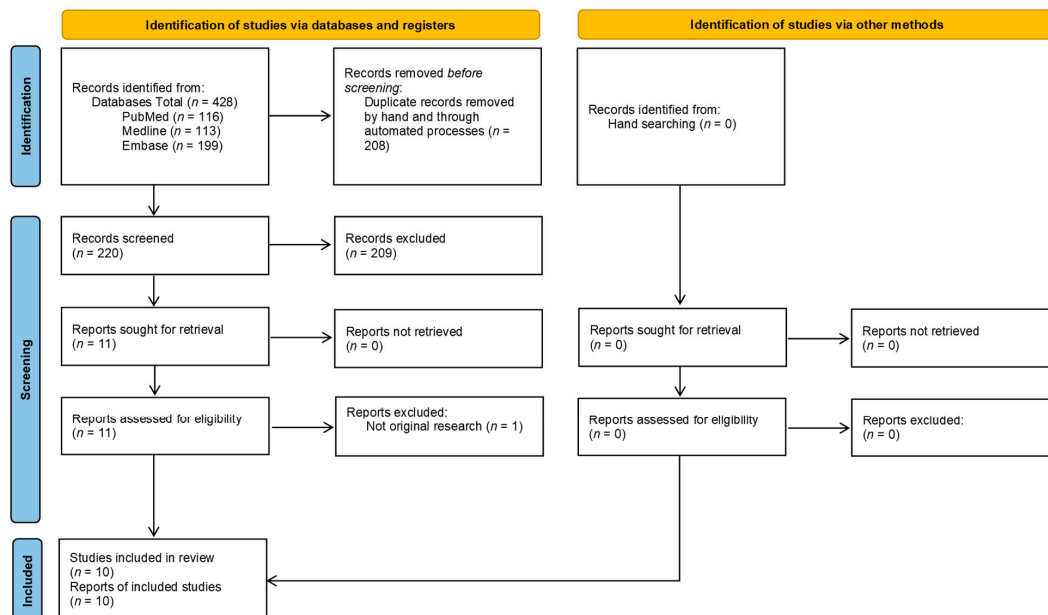 Identification of studies via databases and registers
Identification of studies via other methods
Identification
Records identified from:
Databases Total (n = 428)
PubMed (n = 116)
Medline (n = 113)
Embase (n = 199)
Records removed before
screening:
Duplicate records removed
by hand and through
automated processes (n =
208)
Records identified from:
Hand searching (n = 0)
Screening
Records screened
(n = 220)
Records excluded
(n = 209)
Reports sought for retrieval
(n = 11)
Reports not retrieved
(n = 0)
Reports sought for retrieval
(n = 0)
Reports not retrieved
(n = 0)
Reports assessed for eligibility
(n = 11)
Reports excluded:
Not original research (n = 1)
Reports assessed for eligibility
(n = 0)
Reports excluded:
(n = 0)
Included
Studies included in review
(n = 10)
Reports of included studies
(n = 10)